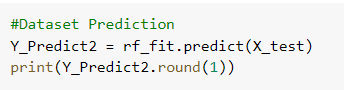 #Dataset Prediction
Y_Predict2 = rf_fit.predict(X_test)
print(Y_Predict2.round(1))